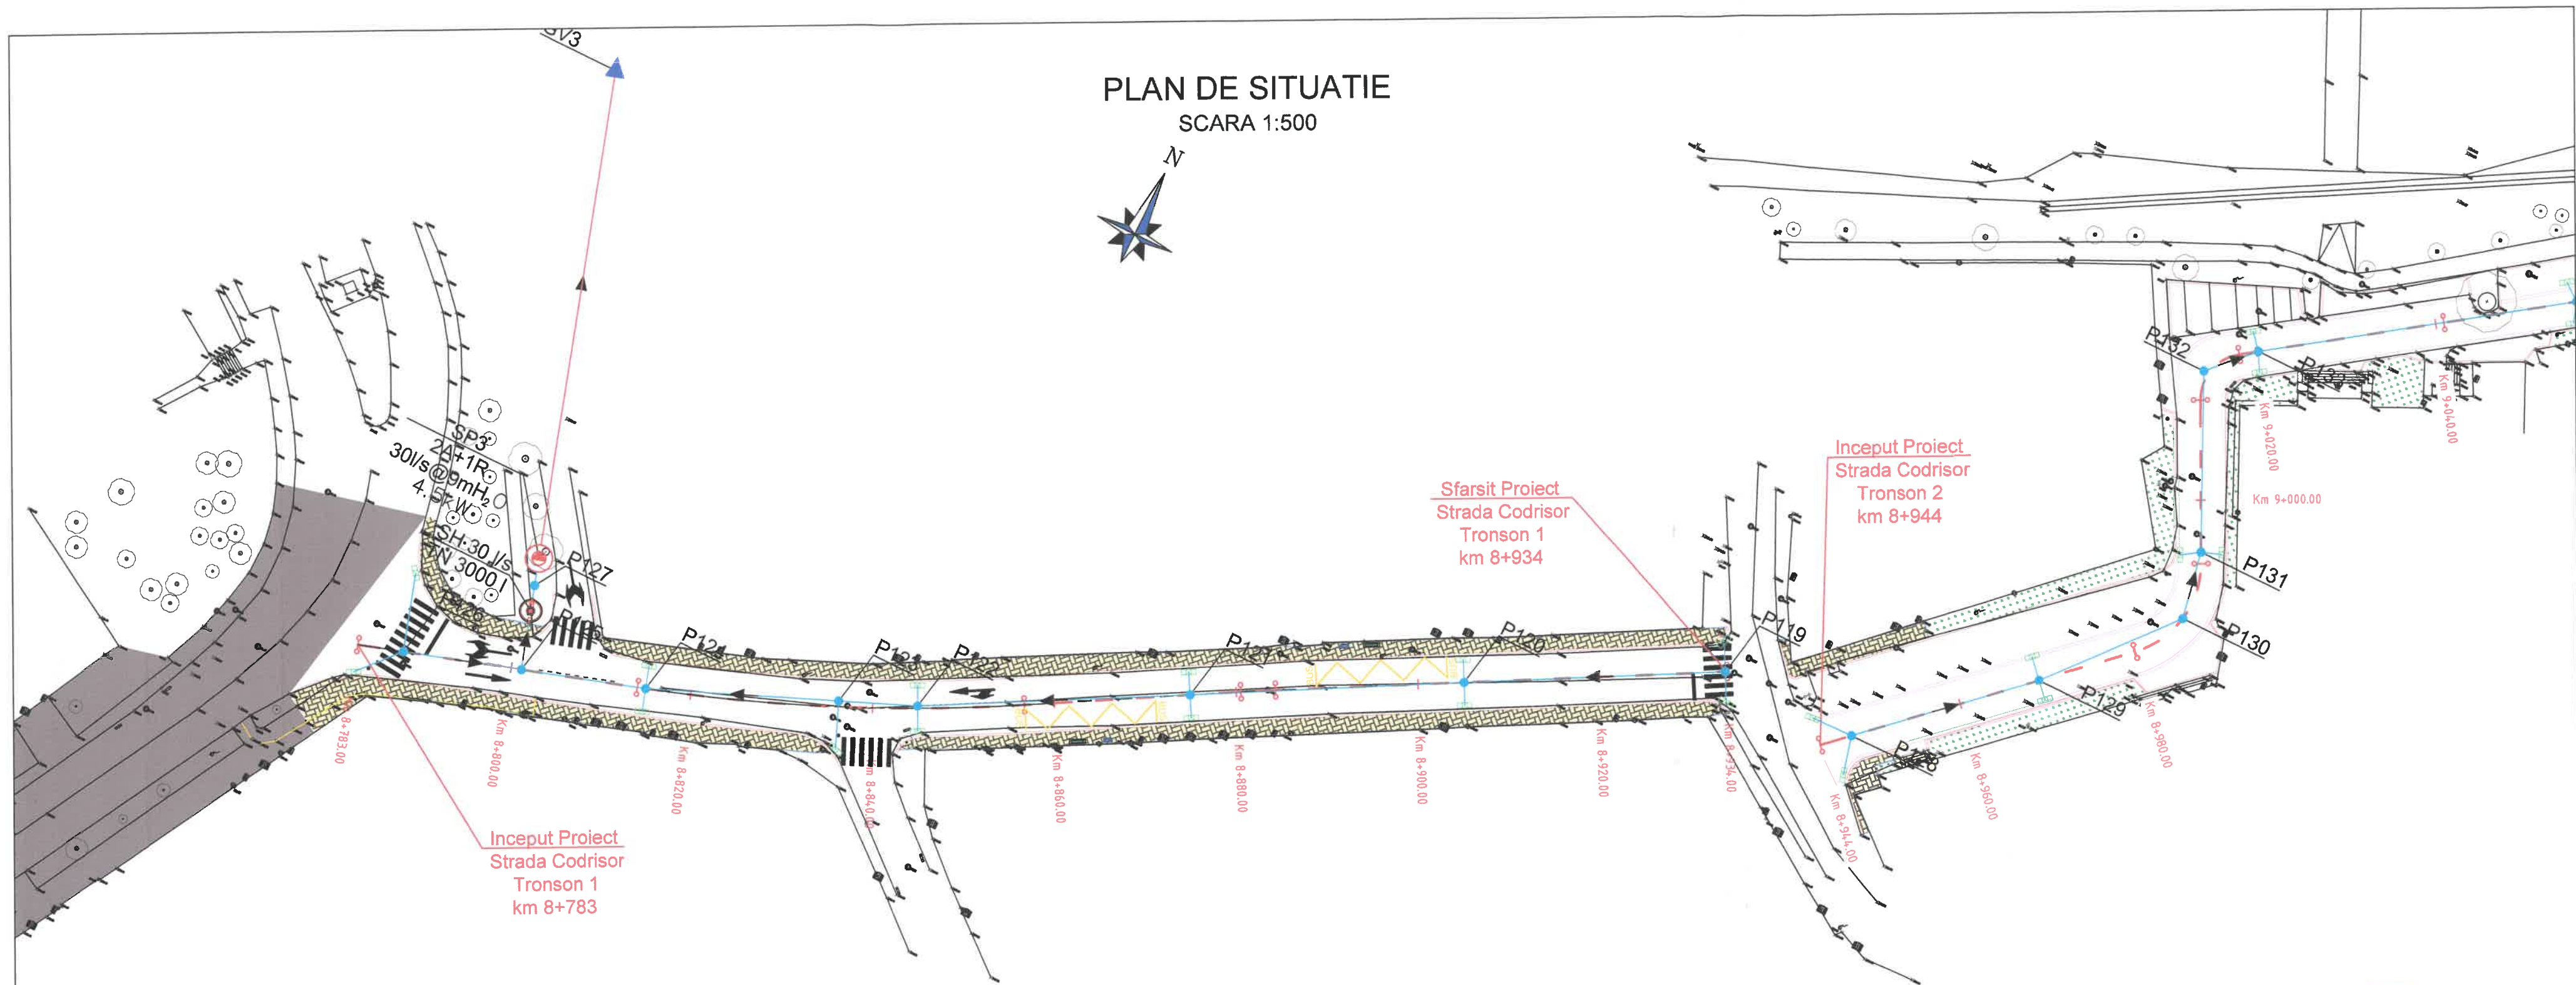 SV3
PLAN DE SITUATIE
SCARA 1:500
N
SP3
2A+1R
30l/s@9mH2O
4.5kW
SH:30 l/s
N 3000 l
P127
P126
P125
P124
P123
P122
P121
P120
P119
Sfarsit Proiect
Strada Codrisor
Tronson 1
km 8+934
Inceput Proiect
Strada Codrisor
Tronson 2
km 8+944
P132
P133
P131
P130
P129
P128
Km 9+040.00
Km 9+020.00
Km 9+000.00
Km 8+980.00
Km 8+960.00
Km 8+944.00
Km 8+934.00
Km 8+920.00
Km 8+900.00
Km 8+880.00
Km 8+860.00
Km 8+840.00
Km 8+820.00
Km 8+800.00
8+783.00
BUS
BUS
Inceput Proiect
Strada Codrisor
Tronson 1
km 8+783